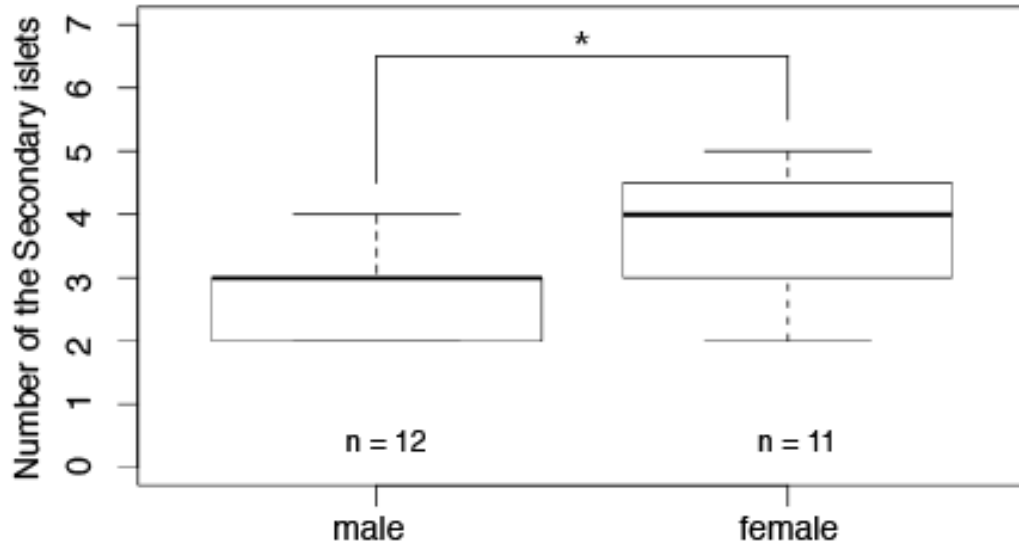 Number of the Secondary islets
7
6
5
4
3
2
1
0
*
n = 12
n = 11
male
female